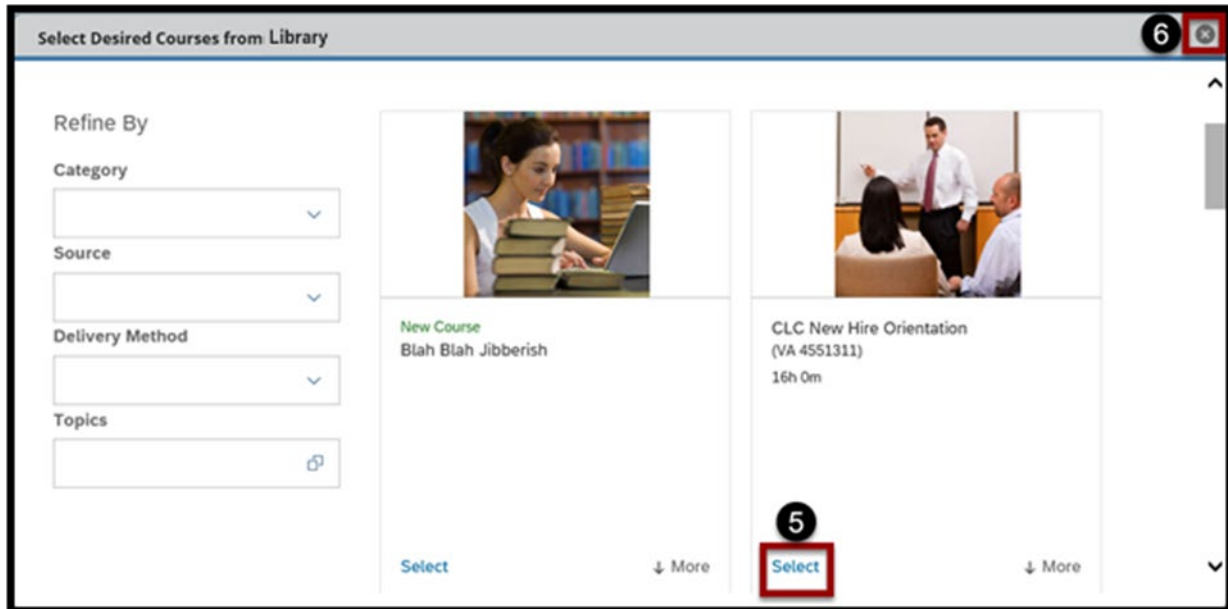 Select Desired Courses from Library
6
Refine By
Category
Source
Delivery Method
Topics
New Course
Blah Blah Jibberish
Select
More
CLC New Hire Orientation
(VA 4551311)
16h 0m
5
Select
More